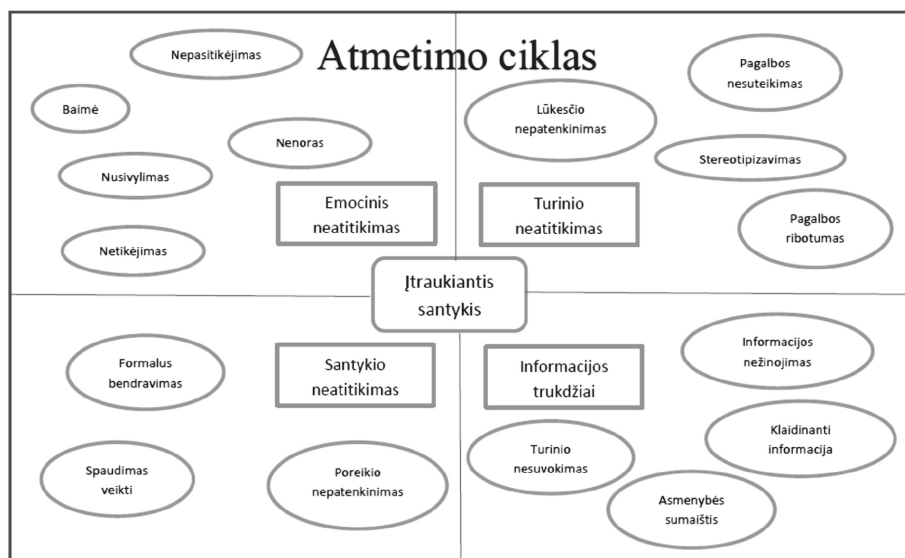 Atmetimo ciklas
Nepasitikėjimas
Baimė
Nenoras
Nusivylimas
Netikėjimas
Emocinis
neatitikimas
Lūkesčio
nepatenkinimas
Pagalbos
nesuteikimas
Stereotipizavimas
Pagalbos
ribotumas
Turinio
neatitikimas
Įtraukiantis
santykis
Formalus
bendravimas
Santykio
neatitikimas
Spaudimas
veikti
Poreikio
nepatenkinimas
Informacijos
trukdžiai
Informacijos
nežinojimas
Klaidinanti
informacija
Turinio
nesuvokimas
Asmenybės
sumaištis